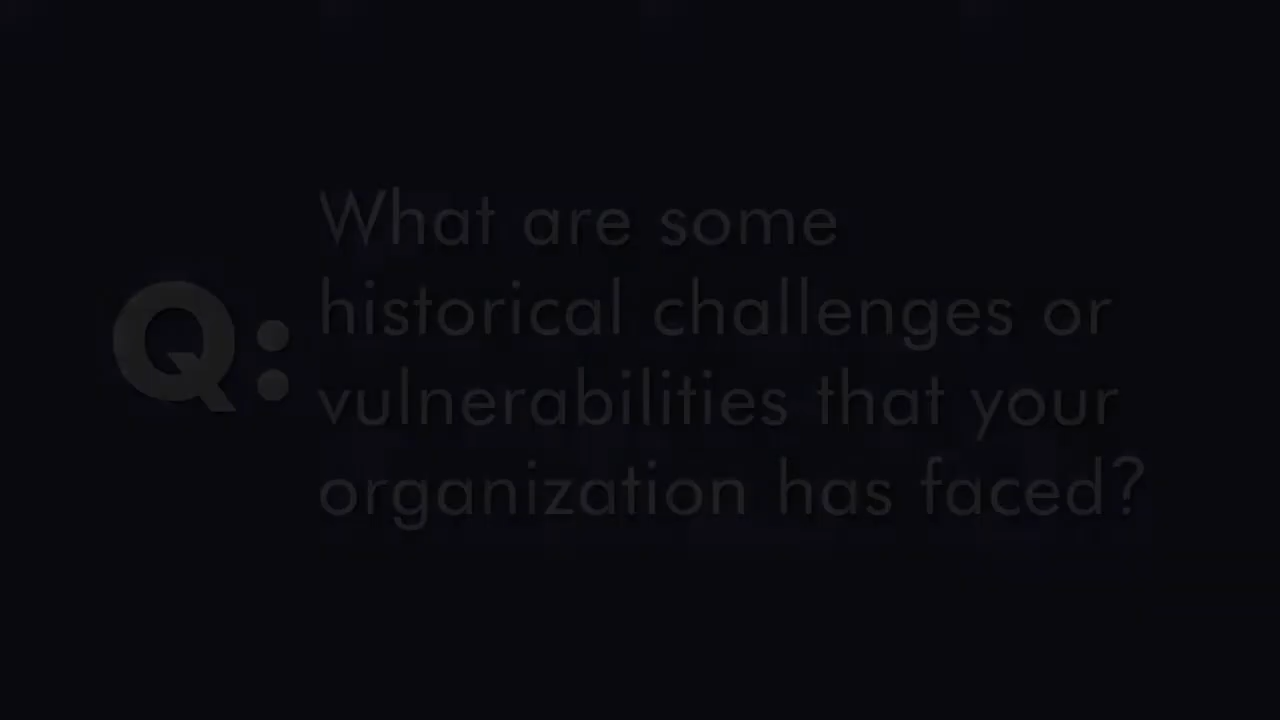 Q:
What are some
historical challenges or
vulnerabilities that your
organization has faced?